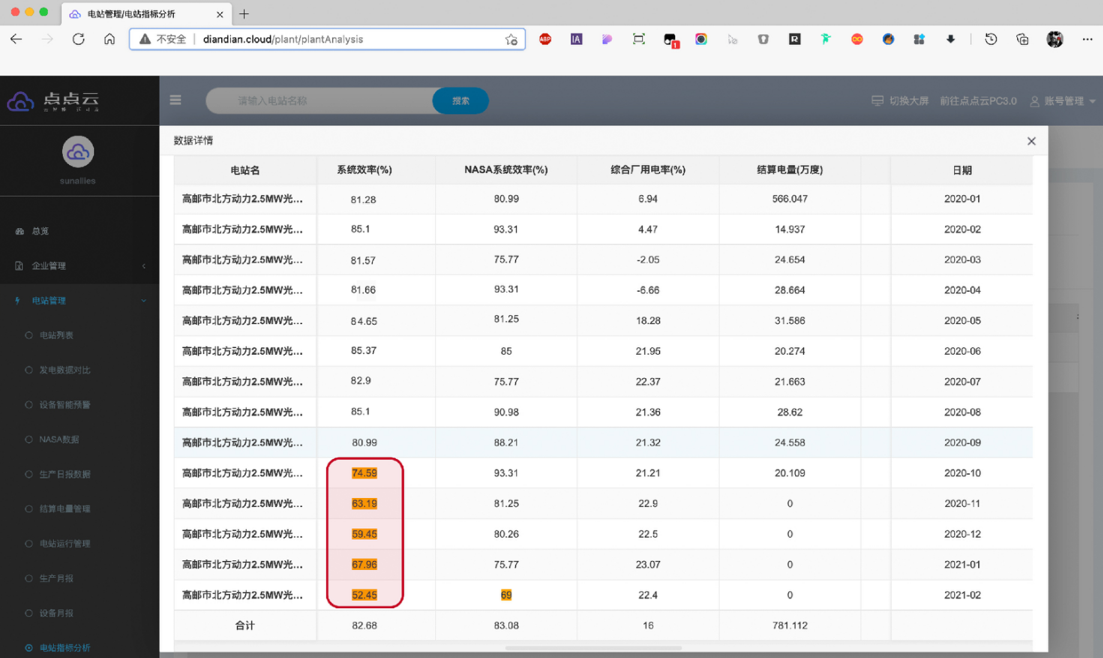 电站管理/电站指标分析
不安全 diandian.cloud/plant/plantAnalysis
点点云
请输入电站名称 搜索 切换大屏 前往点点云PC3.0 账号管理
sunallies
总览
企业管理
电站管理
电站列表
发电数据对比
设备智能预警
NASA数据
生产日报数据
结算电量管理
电站运行管理
生产月报
设备月报
电站指标分析
数据详情
电站名 系统效率(%) NASA系统效率(%) 综合厂用电率(%) 结算电量(万度) 日期
高邮市北方动力2.5MW光... 81.28 80.99 6.94 566.047 2020-01
高邮市北方动力2.5MW光... 85.1 93.31 4.47 14.937 2020-02
高邮市北方动力2.5MW光... 81.57 75.77 -2.05 24.654 2020-03
高邮市北方动力2.5MW光... 81.66 93.31 -6.66 28.664 2020-04
高邮市北方动力2.5MW光... 84.65 81.25 18.28 31.586 2020-05
高邮市北方动力2.5MW光... 85.37 85 21.95 20.274 2020-06
高邮市北方动力2.5MW光... 82.9 75.77 22.37 21.663 2020-07
高邮市北方动力2.5MW光... 85.1 90.98 21.36 28.62 2020-08
高邮市北方动力2.5MW光... 80.99 88.21 21.32 24.558 2020-09
高邮市北方动力2.5MW光... 74.59 93.31 21.21 20.109 2020-10
高邮市北方动力2.5MW光... 63.19 81.25 22.9 0 2020-11
高邮市北方动力2.5MW光... 59.45 80.26 22.5 0 2020-12
高邮市北方动力2.5MW光... 67.96 75.77 23.07 0 2021-01
高邮市北方动力2.5MW光... 52.45 69 22.4 0 2021-02
合计 82.68 83.08 16 781.112